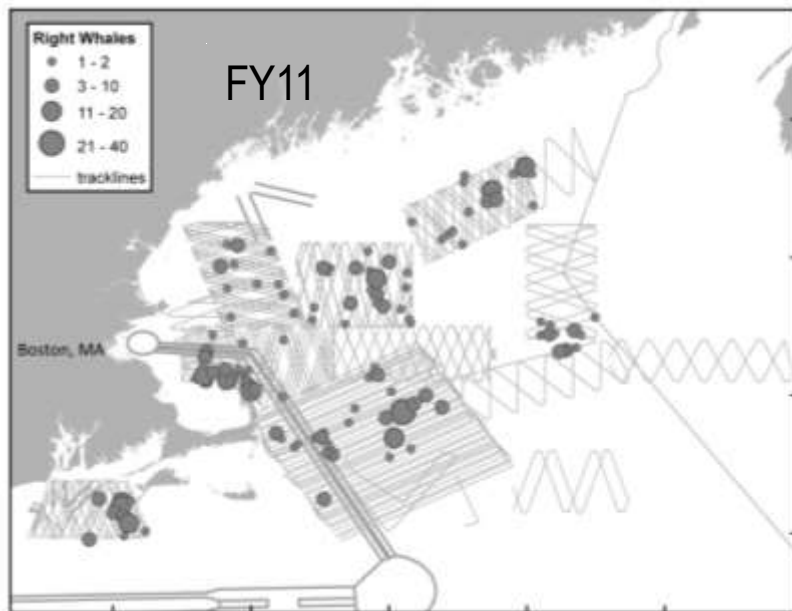 Right Whales
1 - 2
3 - 10
11 - 20
21 - 40
tracklines
FY11
Boston, MA